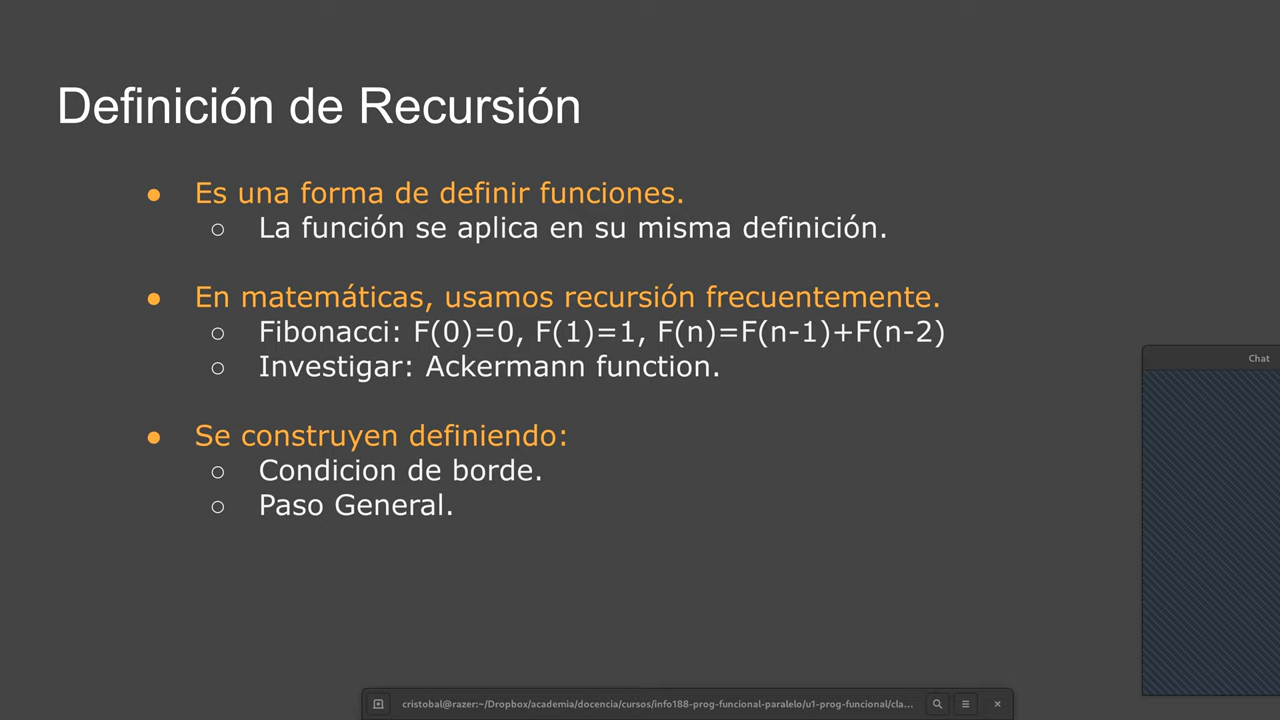 Definición de Recursión
● Es una forma de definir funciones.
○ La función se aplica en su misma definición.
● En matemáticas, usamos recursión frecuentemente.
○ Fibonacci: F(0)=0, F(1)=1, F(n)=F(n-1)+F(n-2)
○ Investigar: Ackermann function.
● Se construyen definiendo:
○ Condicion de borde.
○ Paso General.
Chat
cristobal@razer:~/Dropbox/academia/docencia/cursos/info188-prog-funcional-paralelo/u1-prog-funcional/cla...